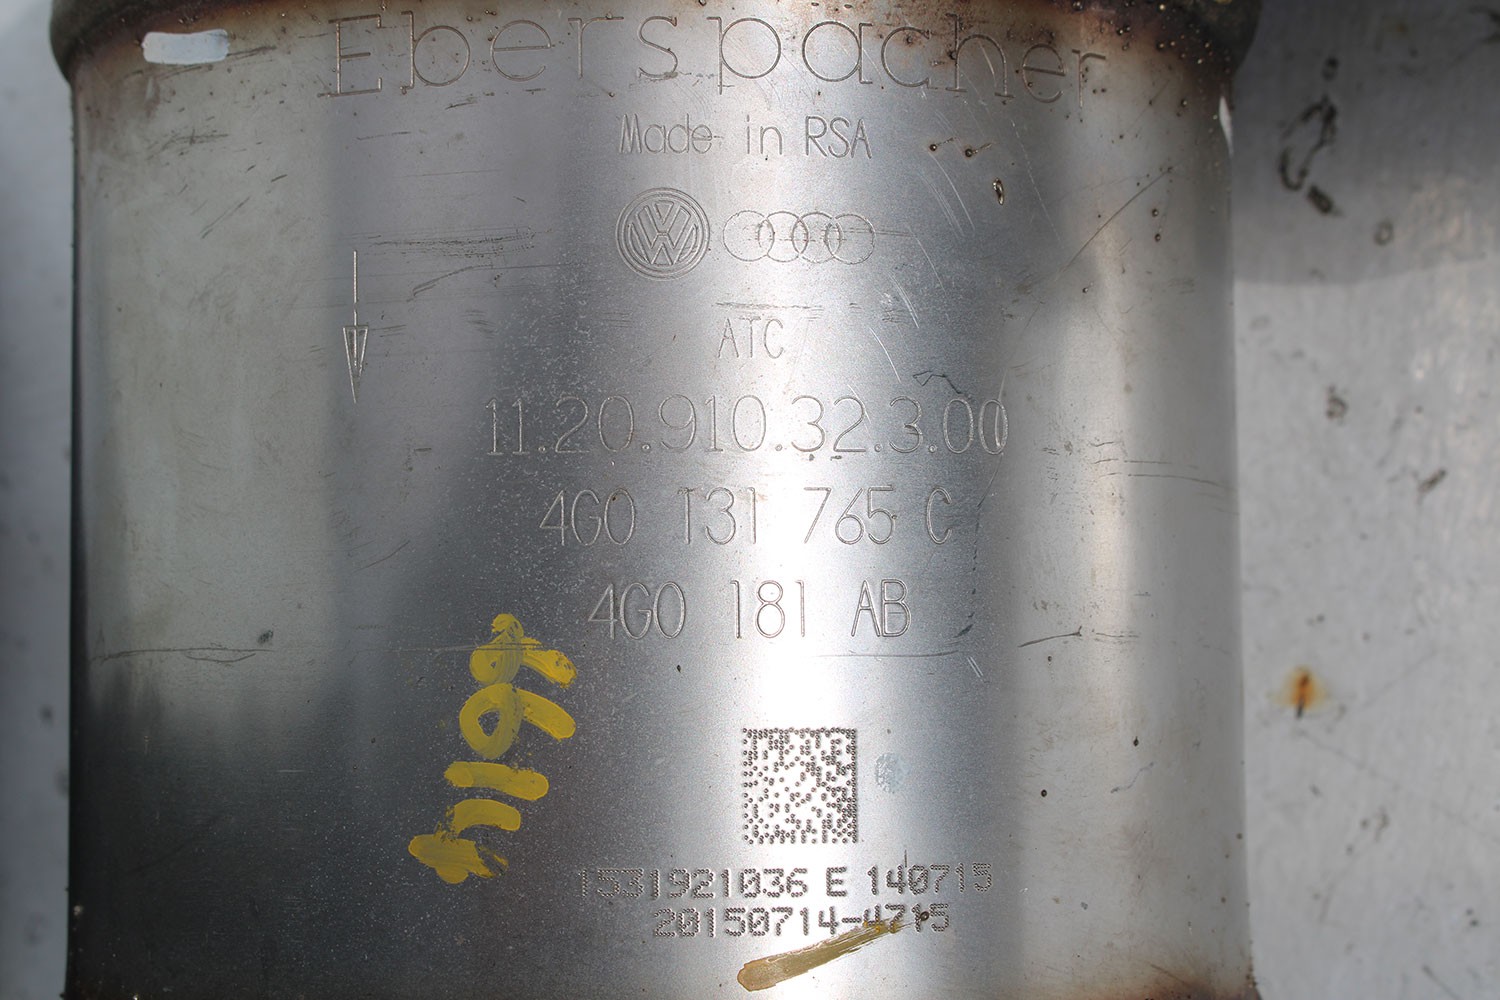 Eberspacher
Made in RSA
ATC
11.20.910.32.3.00
4G0 131 765 C
4G0 181 AB
1531921036 E 140715
20150714-4715